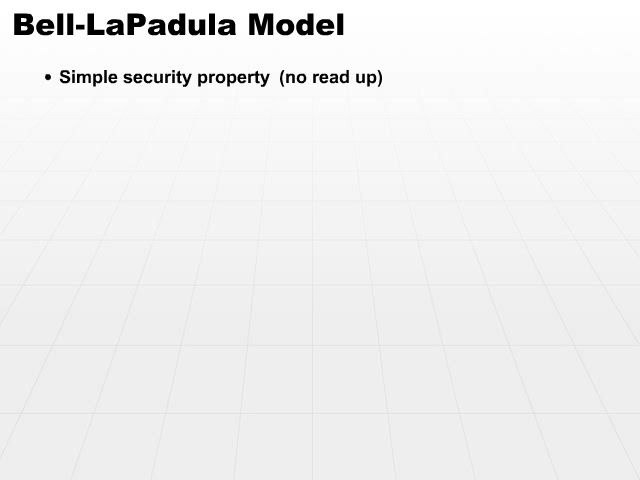 Bell-LaPadula Model
• Simple security property  (no read up)